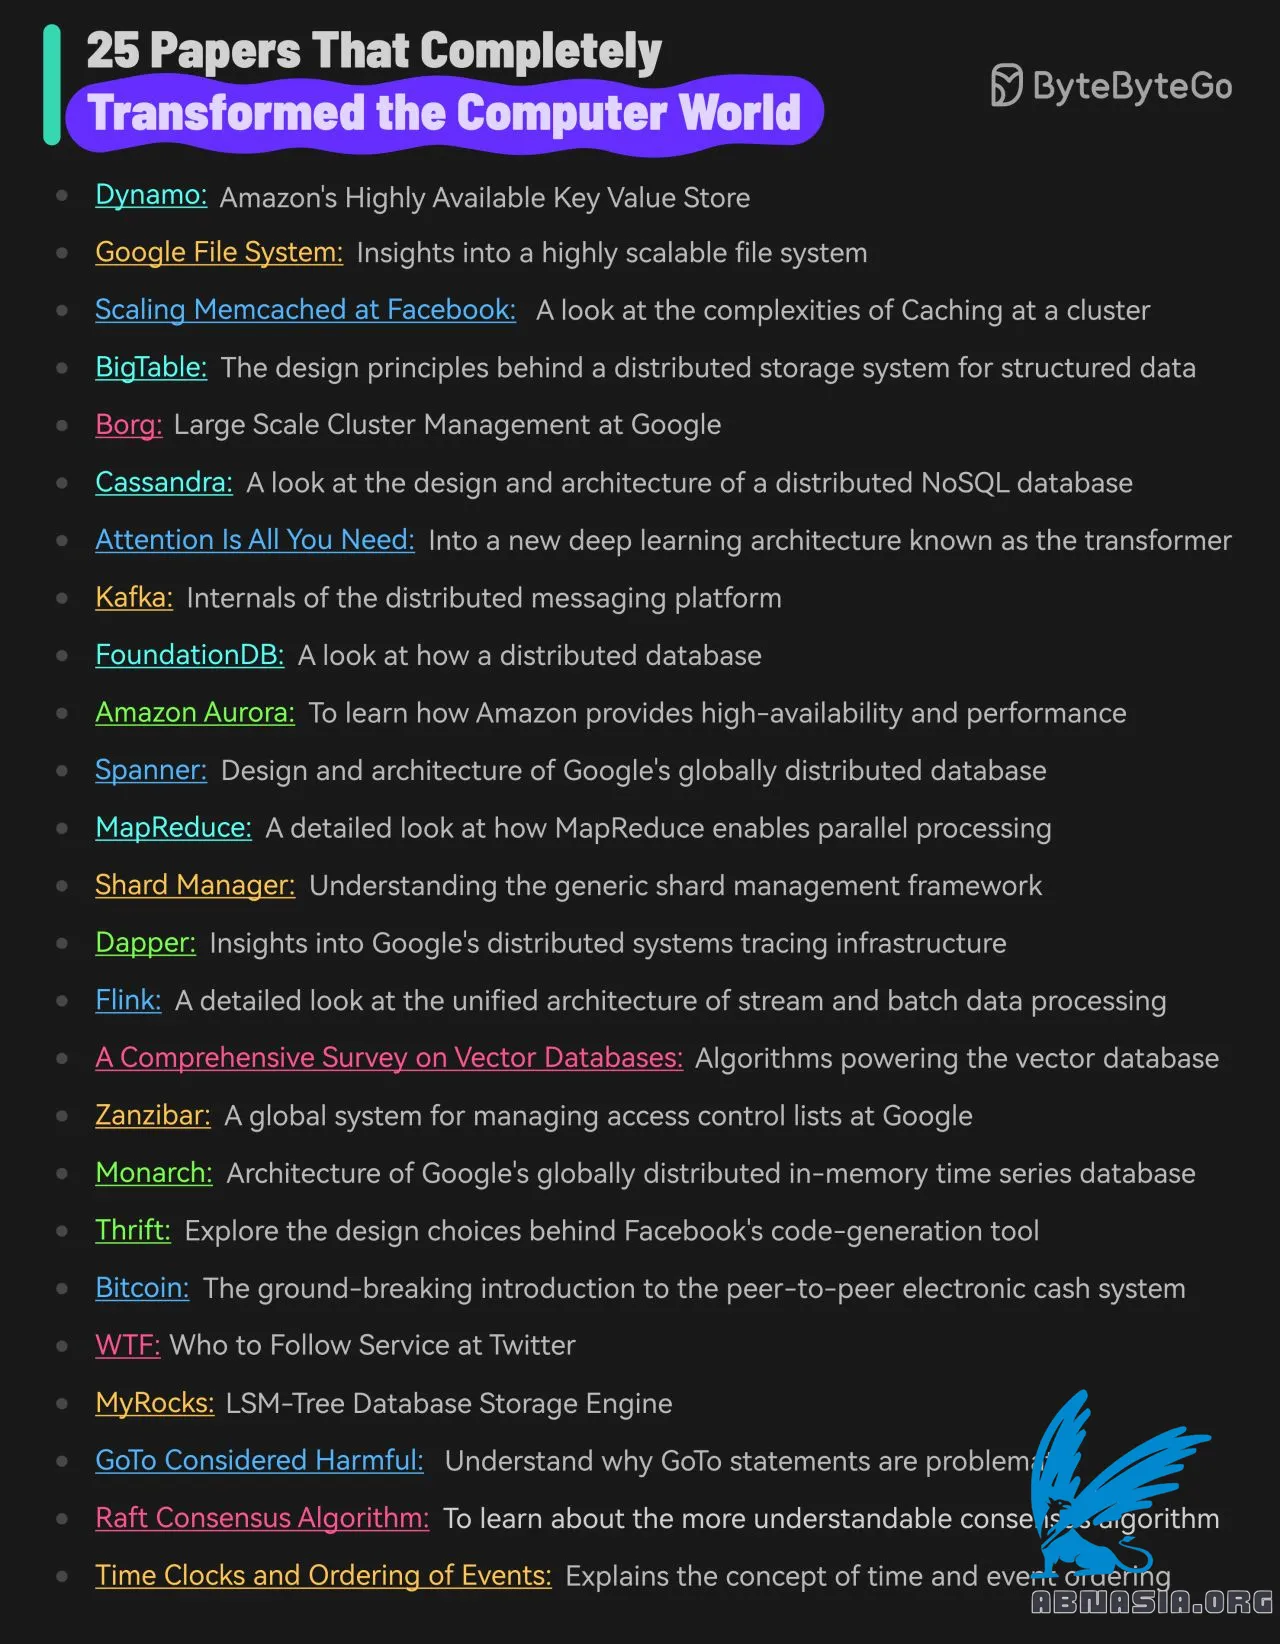 25 Papers That Completely
Transformed the Computer World
ByteByteGo
Dynamo: Amazon's Highly Available Key Value Store
Google File System: Insights into a highly scalable file system
Scaling Memcached at Facebook: A look at the complexities of Caching at a cluster
BigTable: The design principles behind a distributed storage system for structured data
Borg: Large Scale Cluster Management at Google
Cassandra: A look at the design and architecture of a distributed NoSQL database
Attention Is All You Need: Into a new deep learning architecture known as the transformer
Kafka: Internals of the distributed messaging platform
FoundationDB: A look at how a distributed database
Amazon Aurora: To learn how Amazon provides high-availability and performance
Spanner: Design and architecture of Google's globally distributed database
MapReduce: A detailed look at how MapReduce enables parallel processing
Shard Manager: Understanding the generic shard management framework
Dapper: Insights into Google's distributed systems tracing infrastructure
Flink: A detailed look at the unified architecture of stream and batch data processing
A Comprehensive Survey on Vector Databases: Algorithms powering the vector database
Zanzibar: A global system for managing access control lists at Google
Monarch: Architecture of Google's globally distributed in-memory time series database
Thrift: Explore the design choices behind Facebook's code-generation tool
Bitcoin: The ground-breaking introduction to the peer-to-peer electronic cash system
WTF: Who to Follow Service at Twitter
MyRocks: LSM-Tree Database Storage Engine
GoTo Considered Harmful: Understand why GoTo statements are
Raft Consensus Algorithm: To learn about the more understandable consensus algorithm
Time Clocks and Ordering of Events: Explains the concept of time and event ordering
ABNASIA.ORG